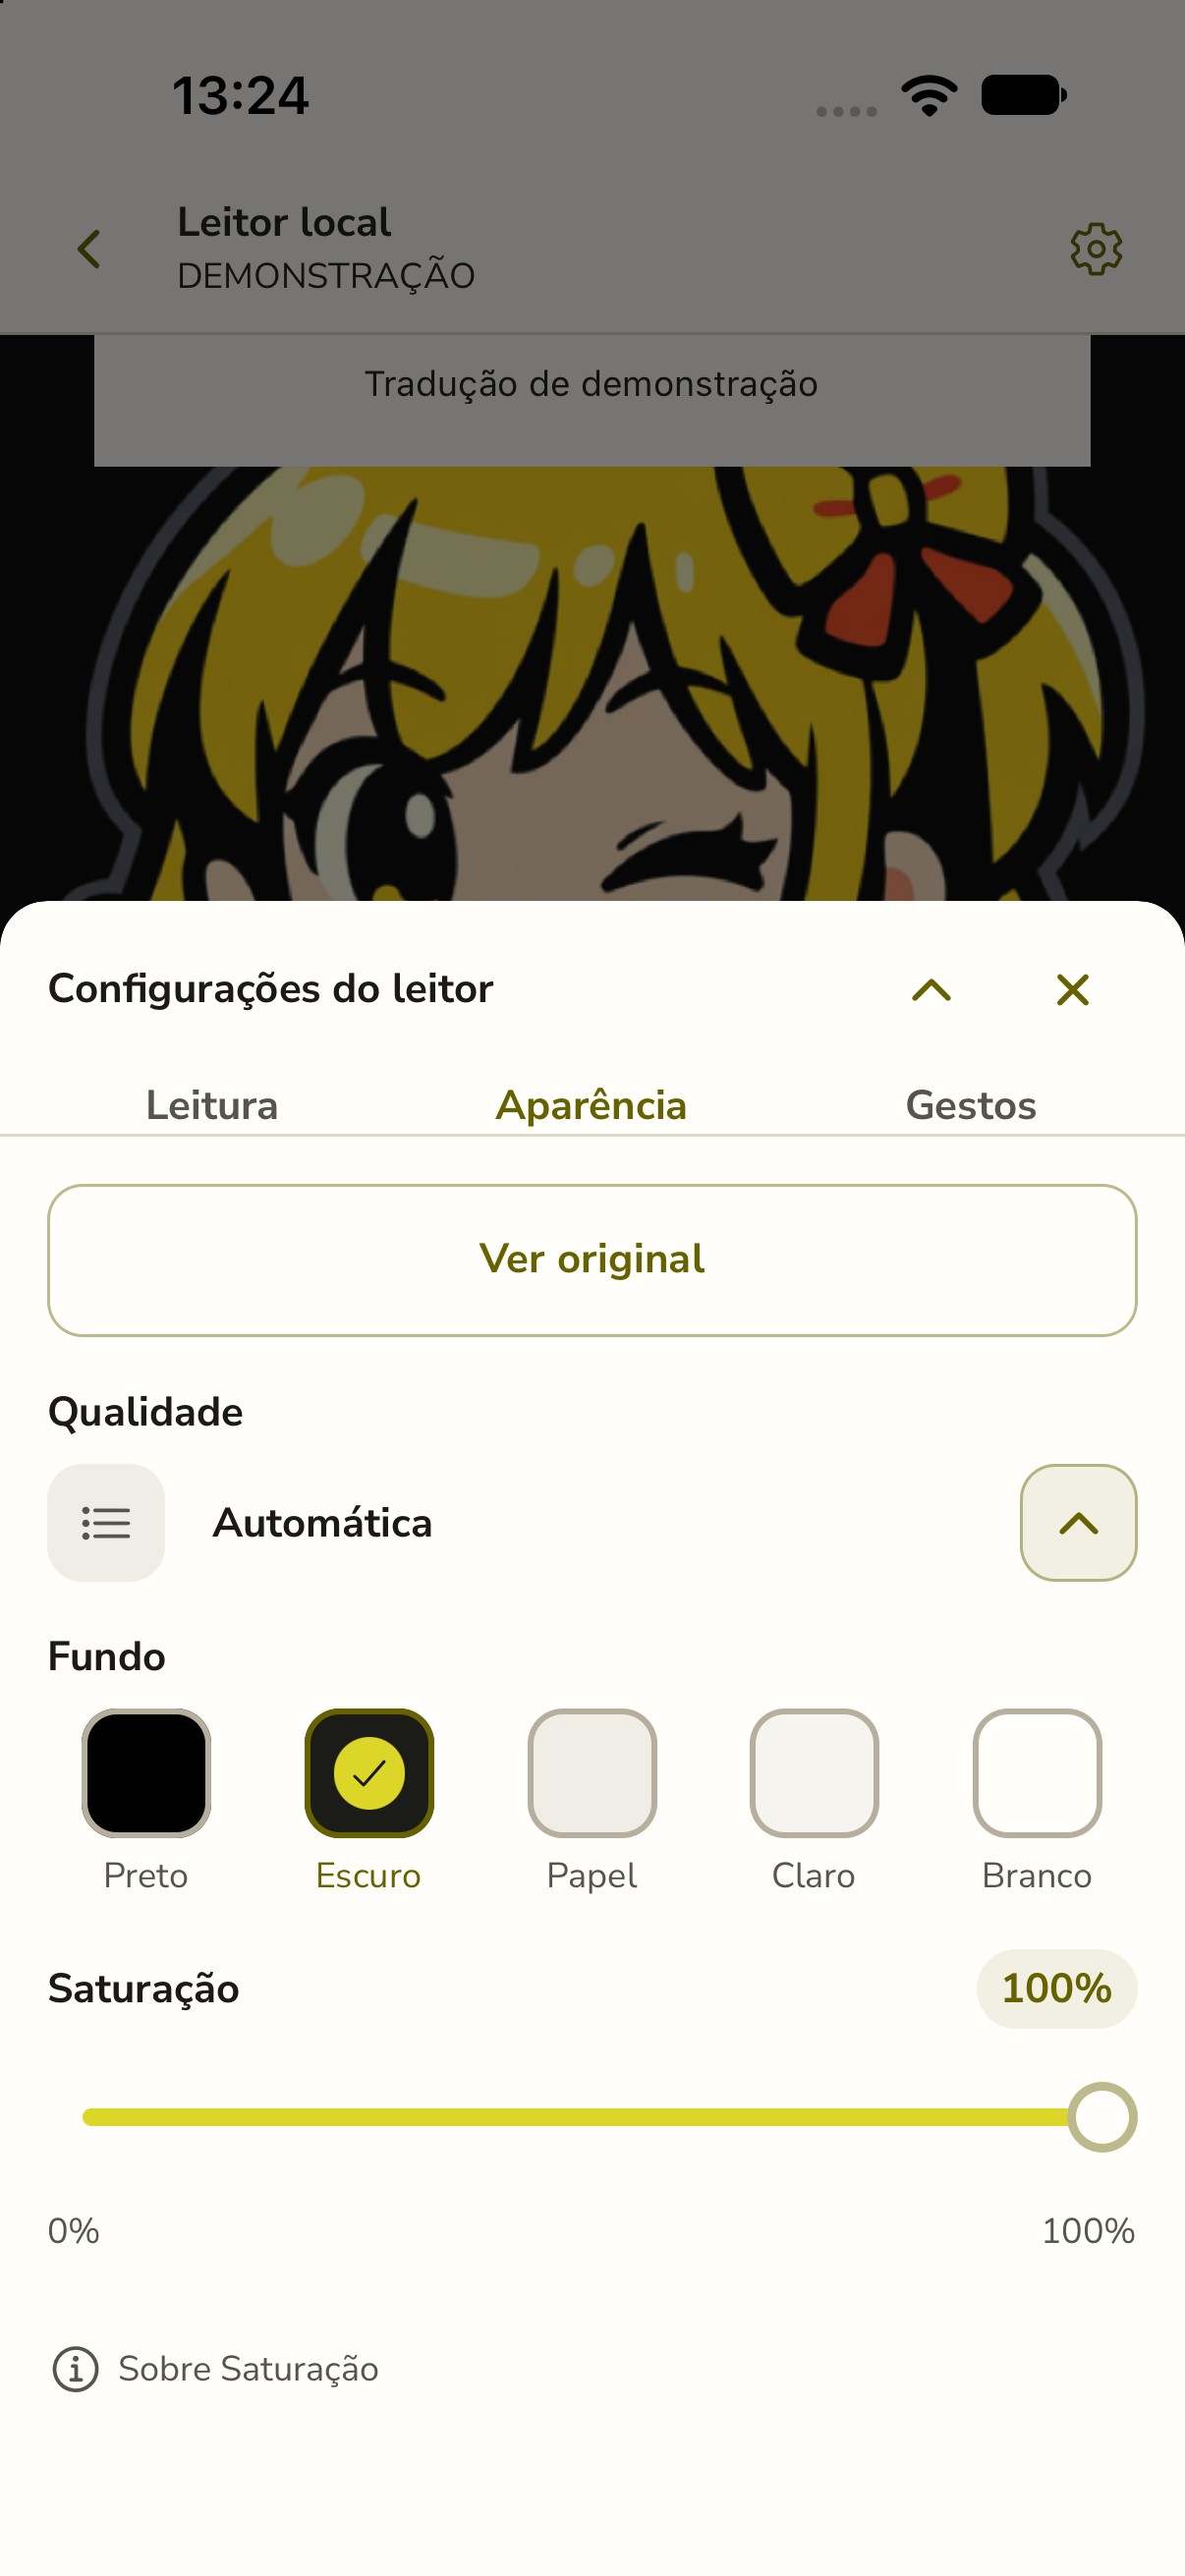 13:24
Leitor local
DEMONSTRAÇÃO
Tradução de demonstração
Configurações do leitor
Leitura
Aparência
Gestos
Ver original
Qualidade
Automática
Fundo
Preto
Escuro
Papel
Claro
Branco
Saturação
100%
0%
100%
Sobre Saturação